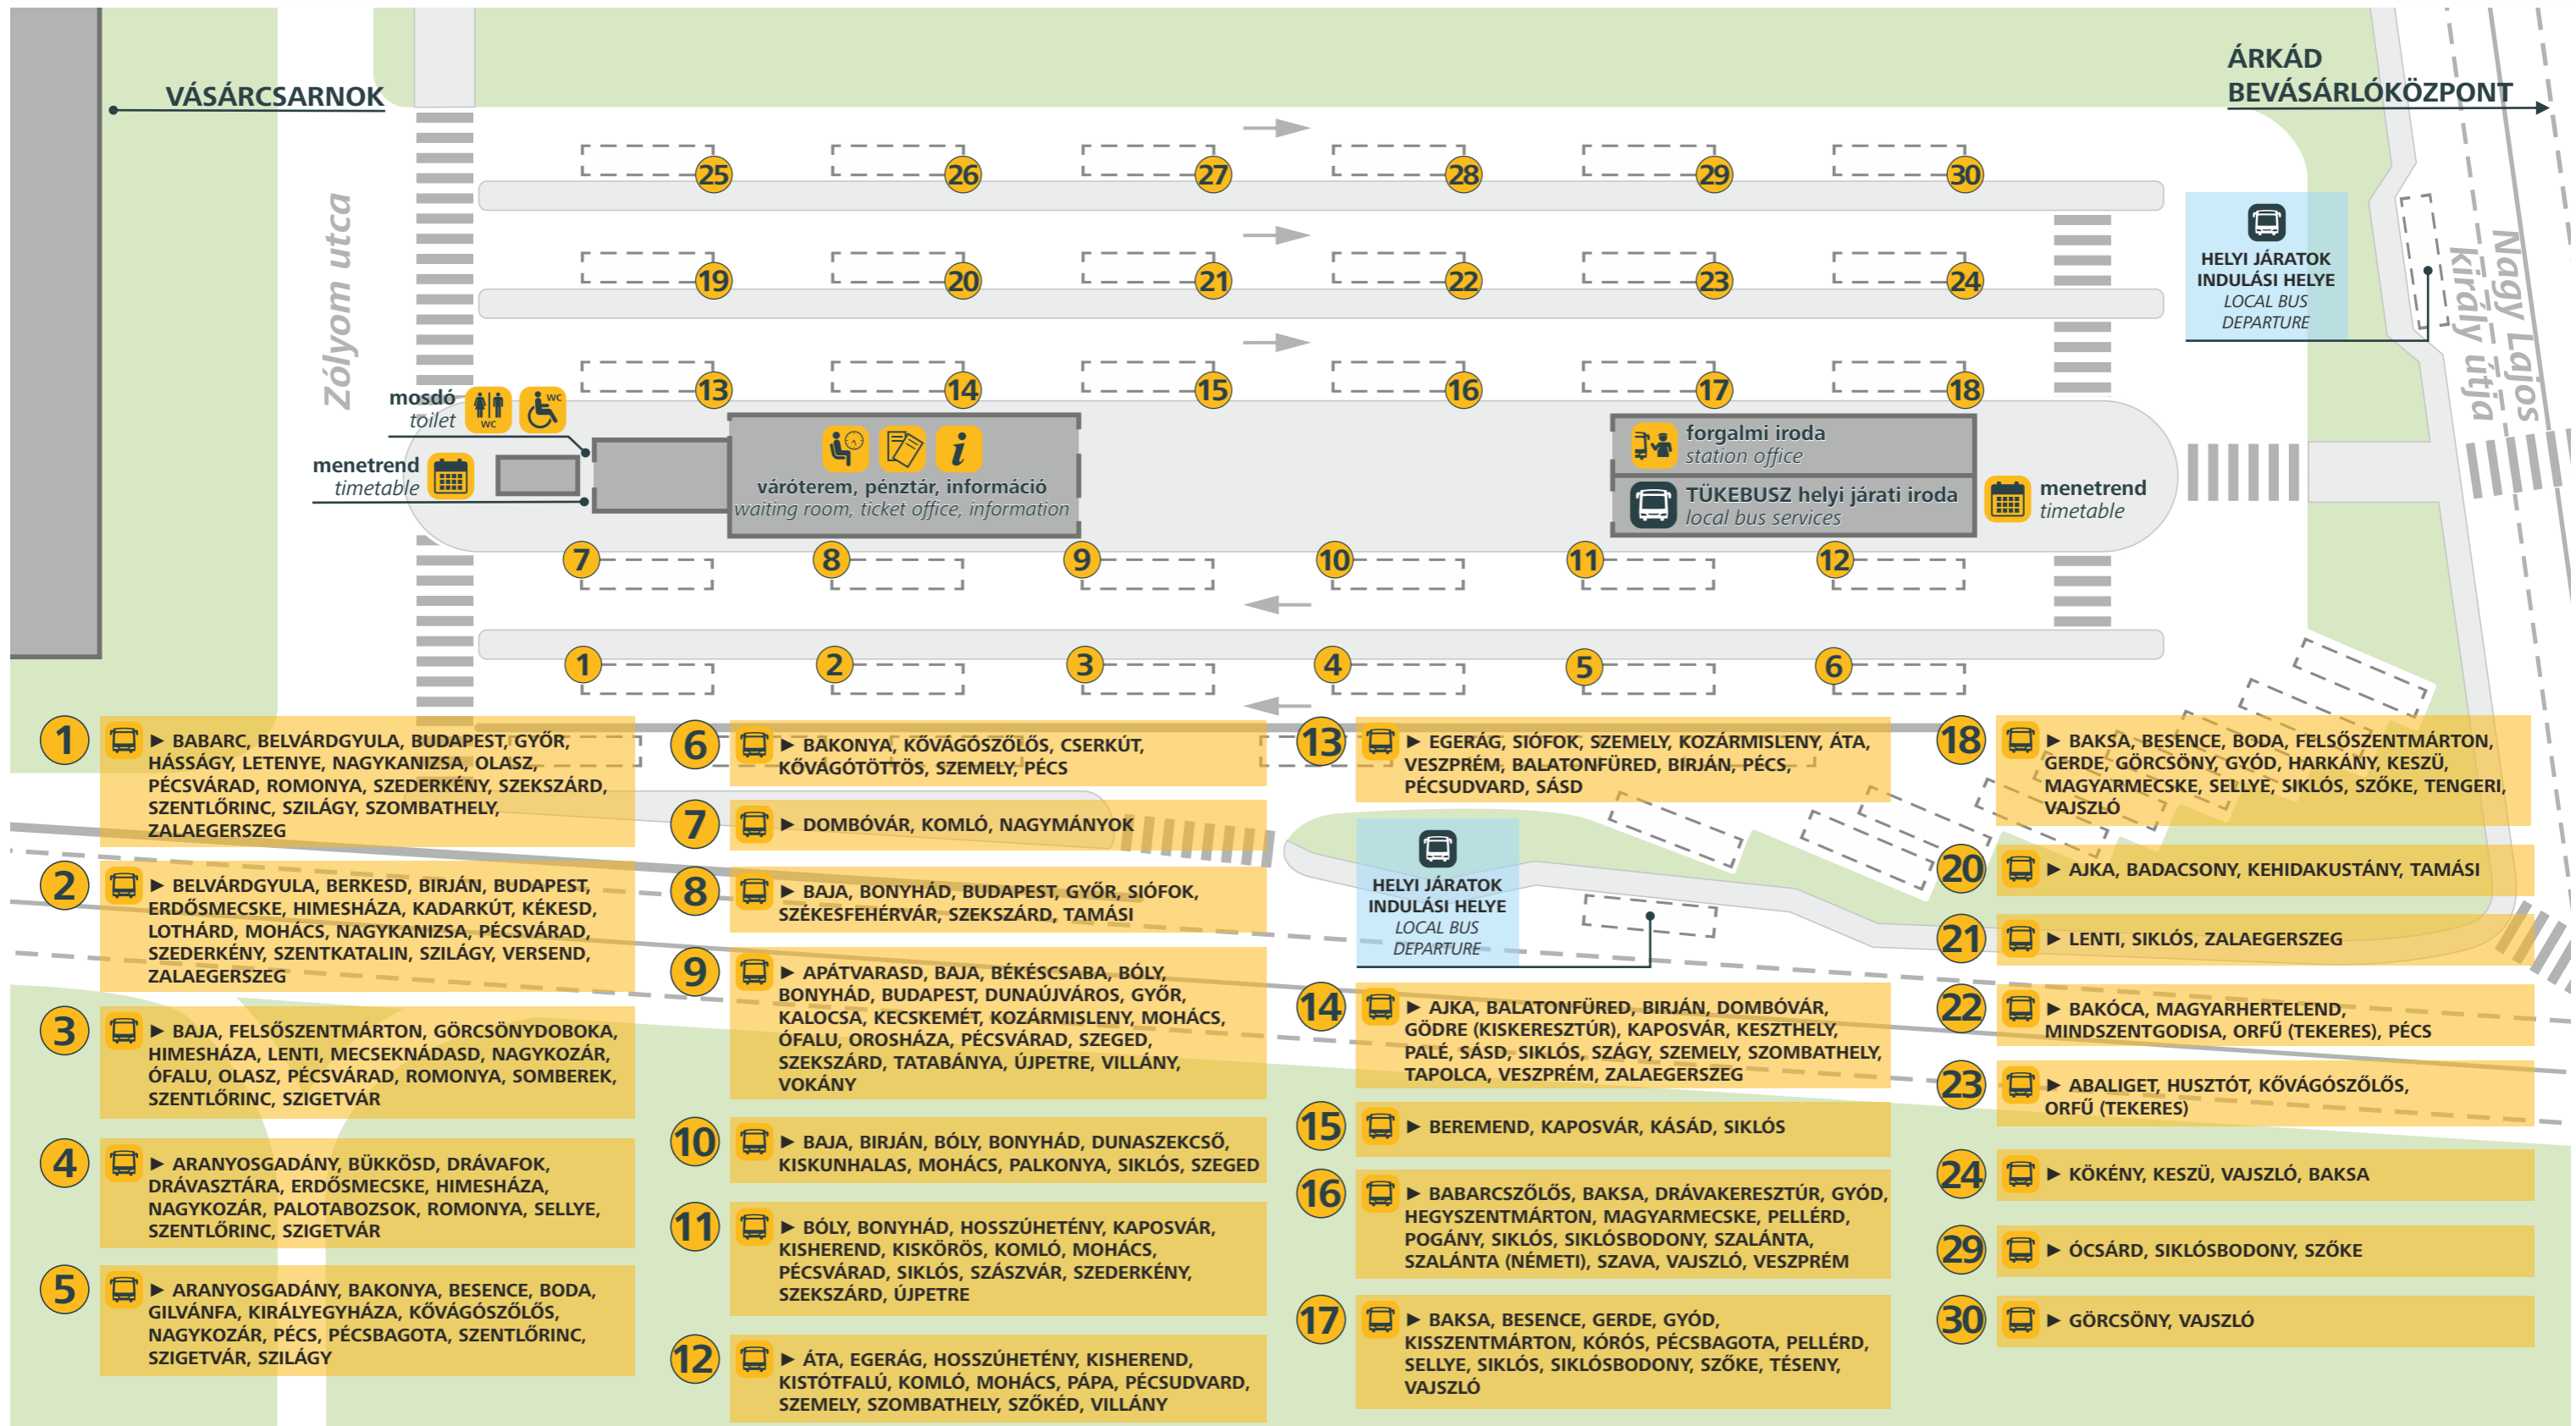 VÁSÁRCSARNOK
ÁRKÁD
BEVÁSÁRLÓKÖZPONT
Zólyom utca
25
26
27
28
29
30
HELYI JÁRATOK
INDULÁSI HELYE
LOCAL BUS
DEPARTURE
Nagy Lajos
király útja
19
20
21
22
23
24
13
14
15
16
17
18
mosdó
toilet
WC
WC
menetrend
timetable
váróterem, pénztár, információ
waiting room, ticket office, information
forgalmi iroda
station office
TÜKEBUSZ helyi járati iroda
local bus services
menetrend
timetable
7
8
9
10
11
12
1
2
3
4
5
6
1
► BABARC, BELVÁRDGYULA, BUDAPEST, GYŐR,
HÁSSÁGY, LETENYE, NAGYKANIZSA, OLASZ,
PÉCSVÁRAD, ROMONYA, SZEDERKÉNY, SZEKSZÁRD,
SZENTLŐRINC, SZILÁGY, SZOMBATHELY,
ZALAEGERSZEG
2
► BELVÁRDGYULA, BERKESD, BIRJÁN, BUDAPEST,
ERDŐSMECSKE, HIMESHÁZA, KADARKÚT, KÉKESD,
LOTHÁRD, MOHÁCS, NAGYKANIZSA, PÉCSVÁRAD,
SZEDERKÉNY, SZENTKATALIN, SZILÁGY, VERSEND,
ZALAEGERSZEG
3
► BAJA, FELSŐSZENTMÁRTON, GÖRCSÖNYDOBOKA,
HIMESHÁZA, LENTI, MECSEKNÁDASD, NAGYKOZÁR,
ÓFALU, OLASZ, PÉCSVÁRAD, ROMONYA, SOMBEREK,
SZENTLŐRINC, SZIGETVÁR
4
► ARANYOSGADÁNY, BÜKKÖSD, DRÁVAFOK,
DRÁVASZTÁRA, ERDŐSMECSKE, HIMESHÁZA,
NAGYKOZÁR, PALOTABOZSOK, ROMONYA, SELLYE,
SZENTLŐRINC, SZIGETVÁR
5
► ARANYOSGADÁNY, BAKONYA, BESENCE, BODA,
GILVÁNFA, KIRÁLYEGYHÁZA, KŐVÁGÓSZŐLŐS,
NAGYKOZÁR, PÉCS, PÉCSBAGOTA, SZENTLŐRINC,
SZIGETVÁR, SZILÁGY
6
► BAKONYA, KŐVÁGÓSZŐLŐS, CSERKÚT,
KŐVÁGÓTÖTTÖS, SZEMELY, PÉCS
7
► DOMBÓVÁR, KOMLÓ, NAGYMÁNYOK
8
► BAJA, BONYHÁD, BUDAPEST, GYŐR, SIÓFOK,
SZÉKESFEHÉRVÁR, SZEKSZÁRD, TAMÁSI
9
► APÁTVARASD, BAJA, BÉKÉSCSABA, BÓLY,
BONYHÁD, BUDAPEST, DUNAÚJVÁROS, GYŐR,
KALOCSA, KECSKEMÉT, KOZÁRMISLENY, MOHÁCS,
ÓFALU, OROSHÁZA, PÉCSVÁRAD, SZEGED,
SZEKSZÁRD, TATABÁNYA, ÚJPETRE, VILLÁNY,
VOKÁNY
10
► BAJA, BIRJÁN, BÓLY, BONYHÁD, DUNASZEKCSŐ,
KISKUNHALAS, MOHÁCS, PALKONYA, SIKLÓS, SZEGED
11
► BÓLY, BONYHÁD, HOSSZÚHETÉNY, KAPOSVÁR,
KISHEREND, KISKÖRÖS, KOMLÓ, MOHÁCS,
PÉCSVÁRAD, SIKLÓS, SZÁSZVÁR, SZEDERKÉNY,
SZEKSZÁRD, ÚJPETRE
12
► ÁTA, EGERÁG, HOSSZÚHETÉNY, KISHEREND,
KISTÓTFALÚ, KOMLÓ, MOHÁCS, PÁPA, PÉCSUDVARD,
SZEMELY, SZOMBATHELY, SZŐKÉD, VILLÁNY
13
► EGERÁG, SIÓFOK, SZEMELY, KOZÁRMISLENY, ÁTA,
VESZPRÉM, BALATONFÜRED, BIRJÁN, PÉCS,
PÉCSUDVARD, SÁSD
HELYI JÁRATOK
INDULÁSI HELYE
LOCAL BUS
DEPARTURE
14
► AJKA, BALATONFÜRED, BIRJÁN, DOMBÓVÁR,
GÖDRE (KISKERESZTÚR), KAPOSVÁR, KESZTHELY,
PALÉ, SÁSD, SIKLÓS, SZÁGY, SZEMELY, SZOMBATHELY,
TAPOLCA, VESZPRÉM, ZALAEGERSZEG
15
► BEREMEND, KAPOSVÁR, KÁSÁD, SIKLÓS
16
► BABARCSZŐLŐS, BAKSA, DRÁVAKERESZTÚR, GYÓD,
HEGYSZENTMÁRTON, MAGYARMECSKE, PELLÉRD,
POGÁNY, SIKLÓS, SIKLÓSBODONY, SZALÁNTA,
SZALÁNTA (NÉMETI), SZAVA, VAJSZLÓ, VESZPRÉM
17
► BAKSA, BESENCE, GERDE, GYÓD,
KISSZENTMÁRTON, KÓRÓS, PÉCSBAGOTA, PELLÉRD,
SELLYE, SIKLÓS, SIKLÓSBODONY, SZŐKE, TÉSENY,
VAJSZLÓ
18
► BAKSA, BESENCE, BODA, FELSŐSZENTMÁRTON,
GERDE, GÖRCSÖNY, GYÓD, HARKÁNY, KESZÜ,
MAGYARMECSKE, SELLYE, SIKLÓS, SZŐKE, TENGERI,
VAJSZLÓ
20
► AJKA, BADACSONY, KEHIDAKUSTÁNY, TAMÁSI
21
► LENTI, SIKLÓS, ZALAEGERSZEG
22
► BAKÓCA, MAGYARHERTELEND,
MINDSZENTGODISA, ORFŰ (TEKERES), PÉCS
23
► ABALIGET, HUSZTÓT, KŐVÁGÓSZŐLŐS,
ORFŰ (TEKERES)
24
► KÖKÉNY, KESZÜ, VAJSZLÓ, BAKSA
29
► ÓCSÁRD, SIKLÓSBODONY, SZŐKE
30
► GÖRCSÖNY, VAJSZLÓ